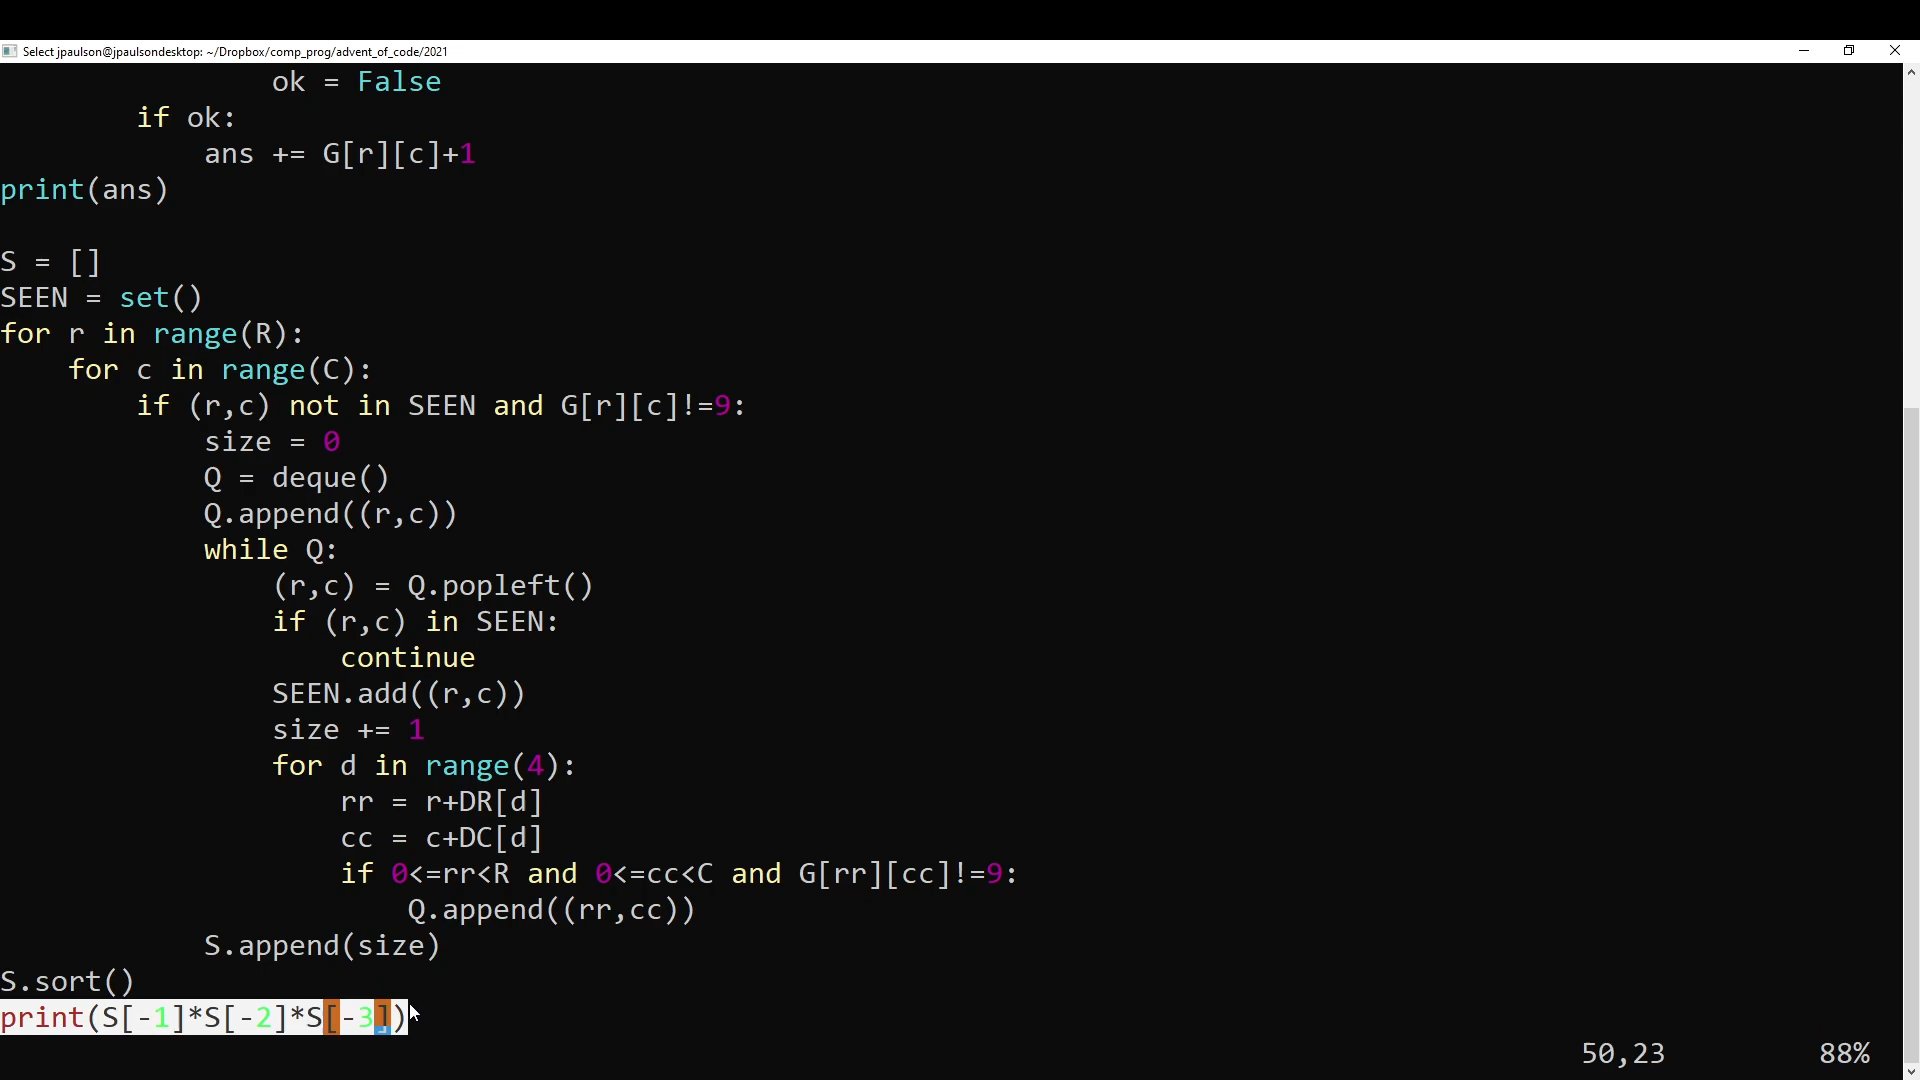 Select jpaulson@jpaulsondesktop: ~/Dropbox/comp_prog/advent_of_code/2021
                ok = False
        if ok:
            ans += G[r][c]+1
print(ans)

S = []
SEEN = set()
for r in range(R):
    for c in range(C):
        if (r,c) not in SEEN and G[r][c]!=9:
            size = 0
            Q = deque()
            Q.append((r,c))
            while Q:
                (r,c) = Q.popleft()
                if (r,c) in SEEN:
                    continue
                SEEN.add((r,c))
                size += 1
                for d in range(4):
                    rr = r+DR[d]
                    cc = c+DC[d]
                    if 0<=rr<R and 0<=cc<C and G[rr][cc]!=9:
                        Q.append((rr,cc))
            S.append(size)
S.sort()
print(S[-1]*S[-2]*S[-3])
50,23 88%